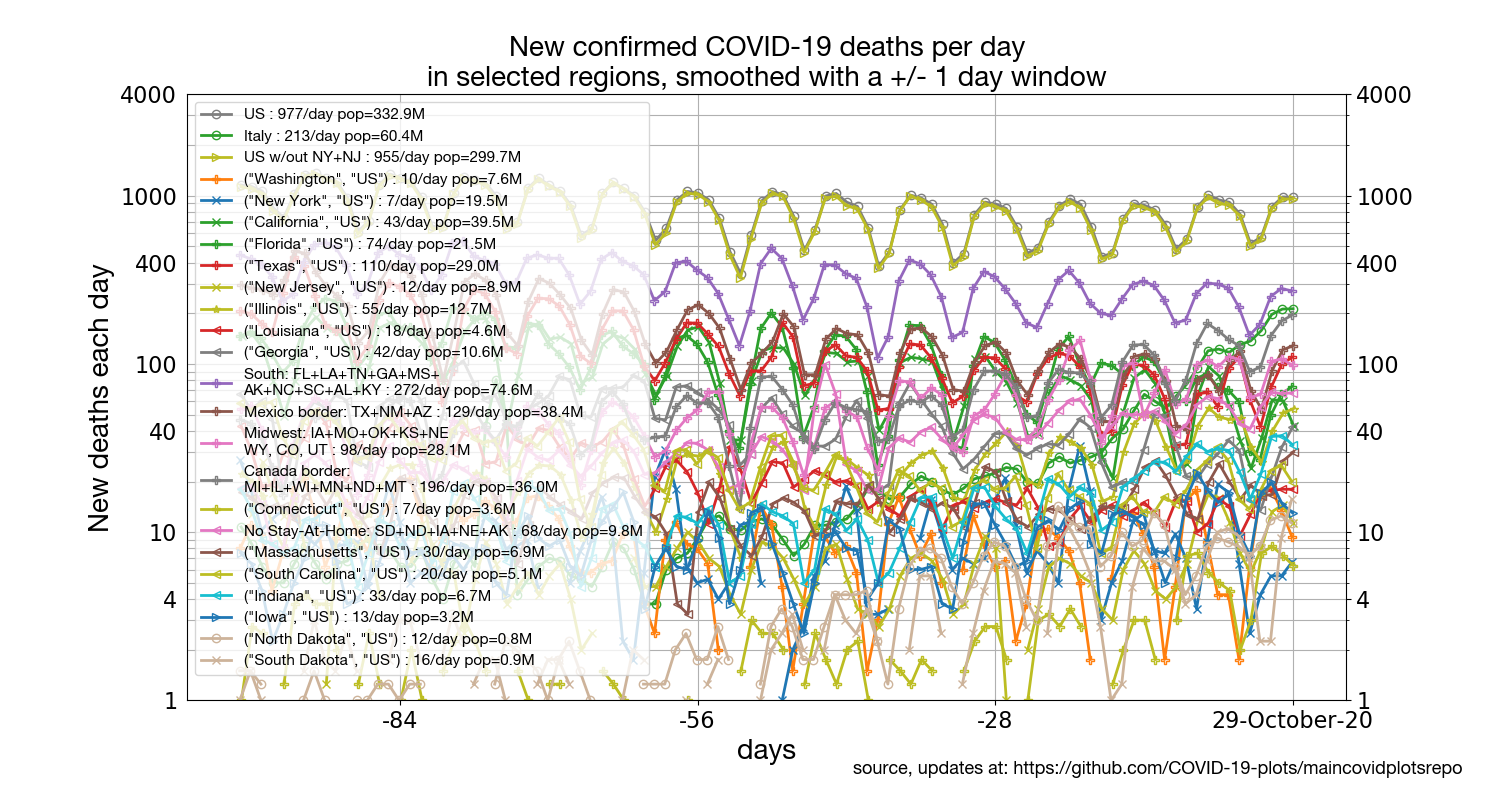 New confirmed COVID-19 deaths per day
in selected regions, smoothed with a +/- 1 day window
4000
1000
400
100
40
10
4
1
4000
1000
400
100
40
10
4
1
New deaths each day
US : 977/day pop=332.9M
Italy : 213/day pop=60.4M
US w/out NY+NJ : 955/day pop=299.7M
("Washington", "US") : 10/day pop=7.6M
("New York", "US") : 7/day pop=19.5M
("California", "US") : 43/day pop=39.5M
("Florida", "US") : 74/day pop=21.5M
("Texas", "US") : 110/day pop=29.0M
("New Jersey", "US") : 12/day pop=8.9M
("Illinois", "US") : 55/day pop=12.7M
("Louisiana", "US") : 18/day pop=4.6M
("Georgia", "US") : 42/day pop=10.6M
South: FL+LA+TN+GA+MS+
AK+NC+SC+AL+KY : 272/day pop=74.6M
Mexico border: TX+NM+AZ : 129/day pop=38.4M
Midwest: IA+MO+OK+KS+NE
WY, CO, UT : 98/day pop=28.1M
Canada border:
MI+IL+WI+MN+ND+MT : 196/day pop=36.0M
("Connecticut", "US") : 7/day pop=3.6M
No Stay-At-Home: SD+ND+IA+NE+AK : 68/day pop=9.8M
("Massachusetts", "US") : 30/day pop=6.9M
("South Carolina", "US") : 20/day pop=5.1M
("Indiana", "US") : 33/day pop=6.7M
("Iowa", "US") : 13/day pop=3.2M
("North Dakota", "US") : 12/day pop=0.8M
("South Dakota", "US") : 16/day pop=0.9M
-84
-56
-28
29-October-20
days
source, updates at: https://github.com/COVID-19-plots/maincovidplotsrepo